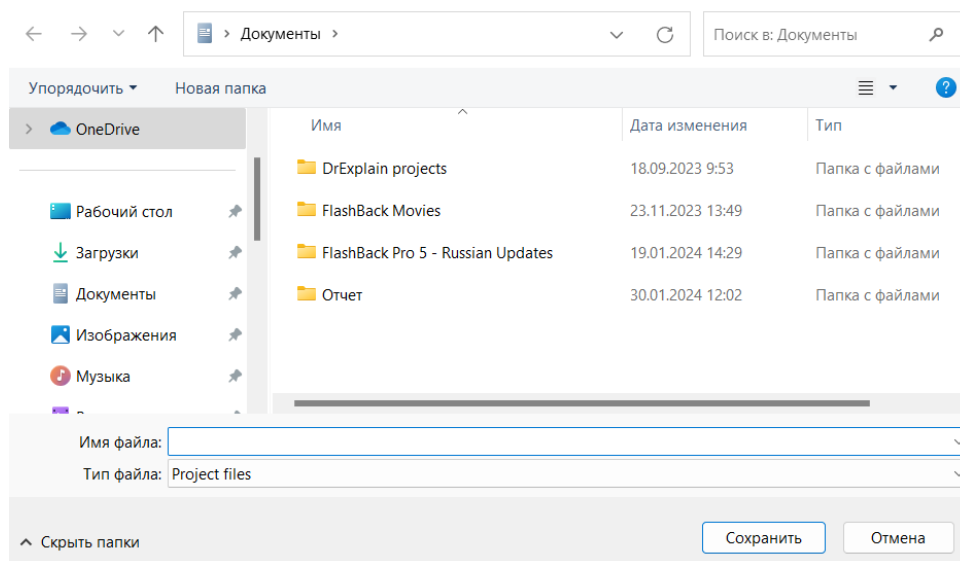 Документы
Поиск в: Документы
Упорядочить
Новая папка
?
OneDrive
Имя
Дата изменения
Тип
DrExplain projects
18.09.2023 9:53
Папка с файлами
Рабочий стол
FlashBack Movies
23.11.2023 13:49
Папка с файлами
Загрузки
FlashBack Pro 5 - Russian Updates
19.01.2024 14:29
Папка с файлами
Документы
Отчет
30.01.2024 12:02
Папка с файлами
Изображения
Музыка
Имя файла:
Тип файла: Project files
Скрыть папки
Сохранить
Отмена